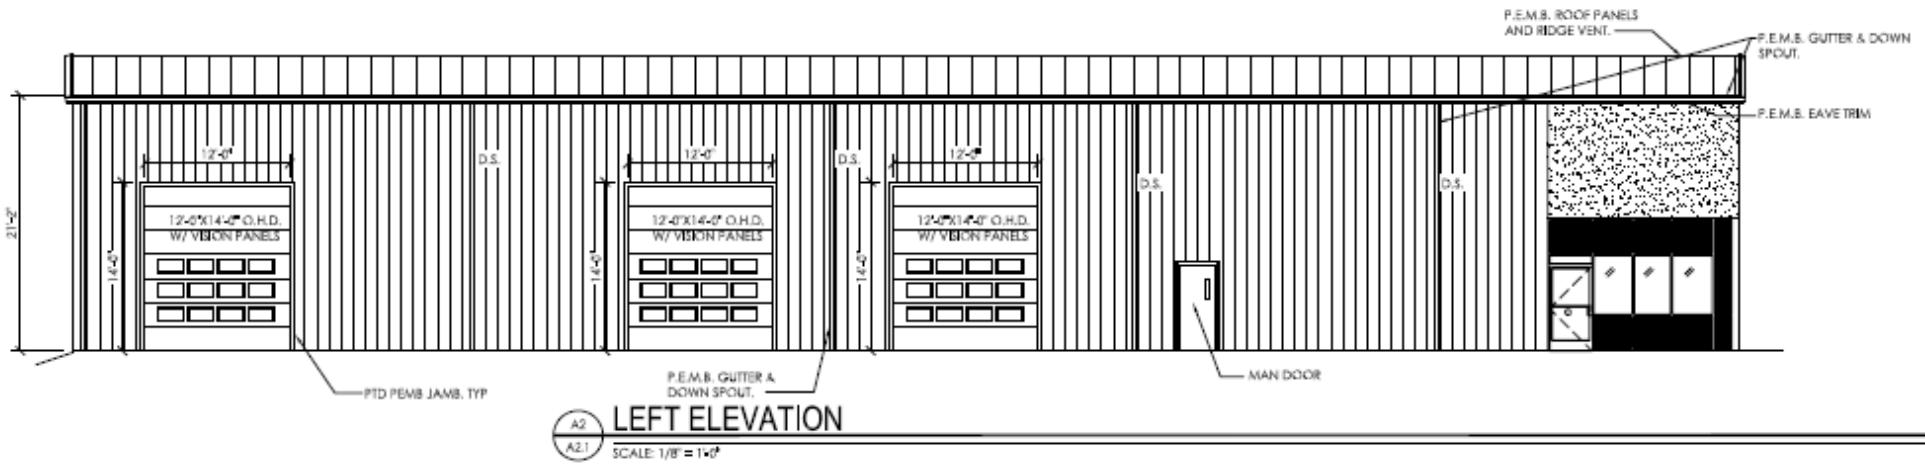 P.E.M.B. ROOF PANELS
AND RIDGE VENT.
P.E.M.B. GUTTER & DOWN
SPOUT.
P.E.M.B. EAVE TRIM
12'-0"
12'-0"
12'-0"
D.S.
D.S.
D.S.
D.S.
21'-2"
14'-0"
12'-0"X14'-0" O.H.D.
W/ VISION PANELS
14'-0"
12'-0"X14'-0" O.H.D.
W/ VISION PANELS
14'-0"
12'-0"X14'-0" O.H.D.
W/ VISION PANELS
PTD PEMB JAMB. TYP
P.E.M.B. GUTTER &
DOWN SPOUT.
MAN DOOR
A2
A2.1
LEFT ELEVATION
SCALE: 1/8" = 1'-0"